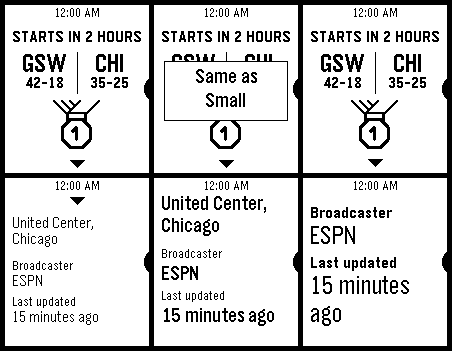 12:00 AM
STARTS IN 2 HOURS
GSW CHI
42-18 35-25
1
12:00 AM
STARTS IN 2 HOURS
Same as
Small
1
12:00 AM
STARTS IN 2 HOURS
GSW CHI
42-18 35-25
1
12:00 AM
United Center,
Chicago
Broadcaster
ESPN
Last updated
15 minutes ago
12:00 AM
United Center,
Chicago
Broadcaster
ESPN
Last updated
15 minutes ago
12:00 AM
Broadcaster
ESPN
Last updated
15 minutes
ago